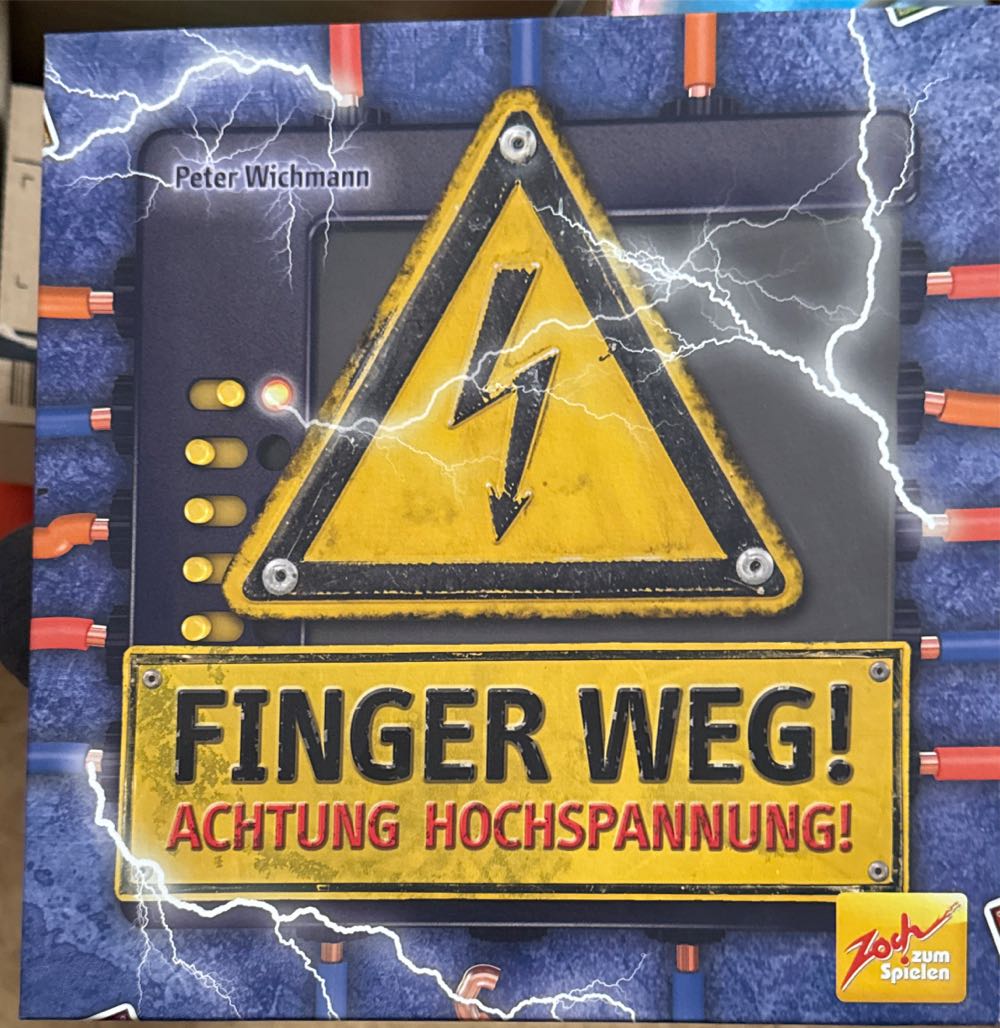 Peter Wichmann
FINGER WEG!
ACHTUNG HOCHSPANNUNG!
Zoch
zum
Spielen